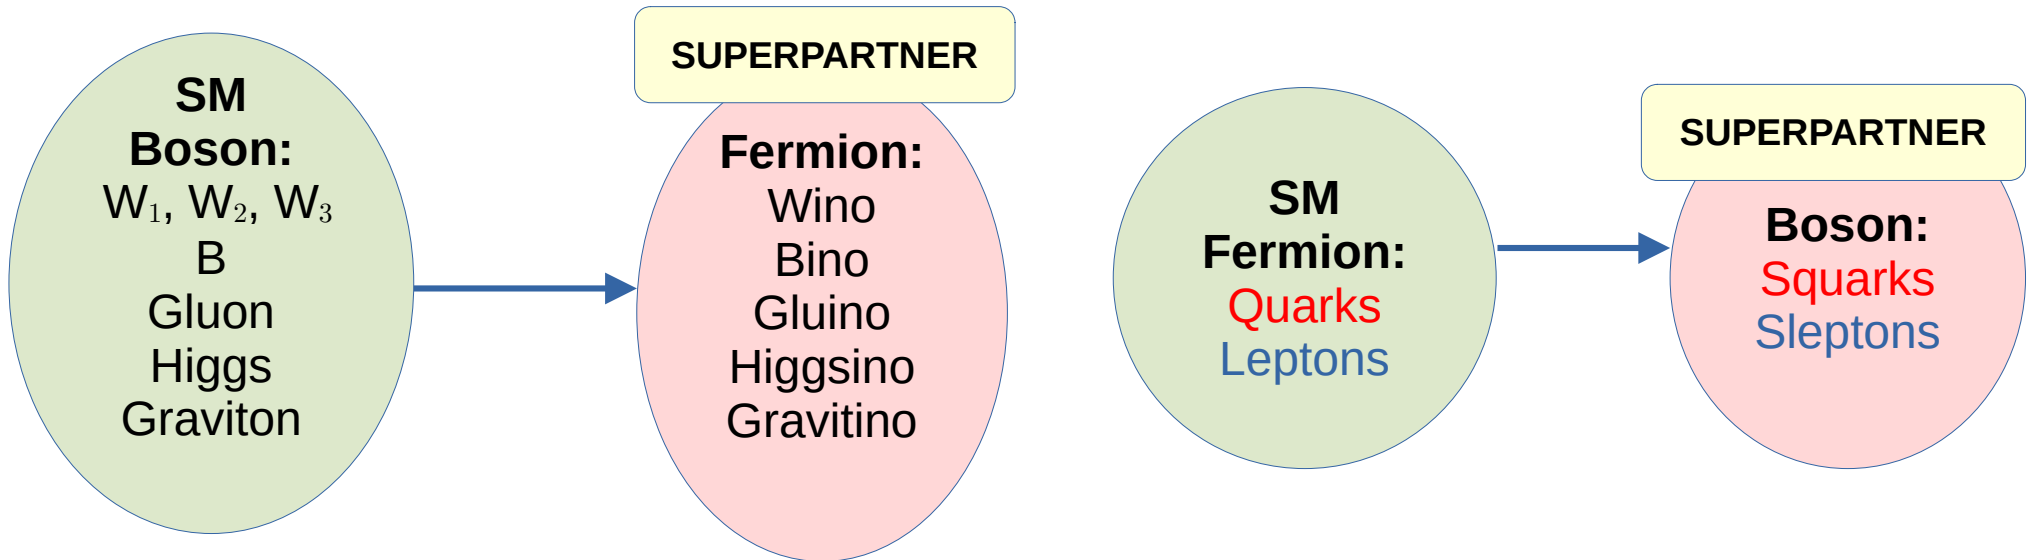 SM
Boson:
W₁, W₂, W₃
B
Gluon
Higgs
Graviton
SUPERPARTNER
Fermion:
Wino
Bino
Gluino
Higgsino
Gravitino
SM
Fermion:
Quarks
Leptons
SUPERPARTNER
Boson:
Squarks
Sleptons